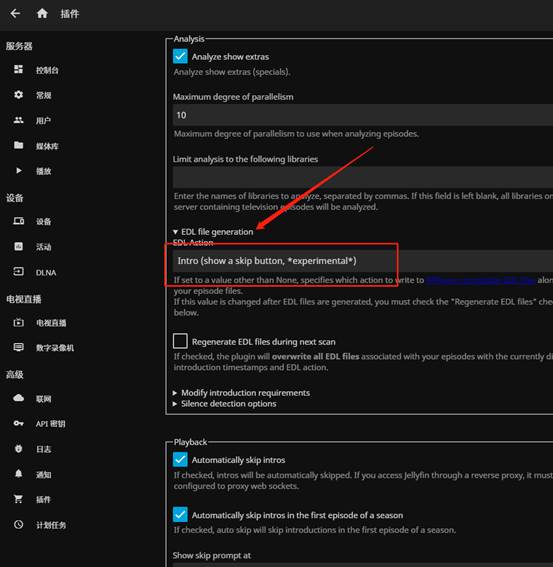 插件
服务器
控制台
常规
用户
媒体库
播放
设备
设备
活动
DLNA
电视直播
电视直播
数字录像机
高级
联网
API 密钥
日志
通知
插件
计划任务
Analysis
Analyze show extras
Analyze show extras (specials).
Maximum degree of parallelism
10
Maximum degree of parallelism to use when analyzing episodes.
Limit analysis to the following libraries
Enter the names of libraries to analyze, separated by commas. If this field is left blank, all libraries on
server containing television episodes will be analyzed.
EDL file generation
EDL Action
Intro (show a skip button, *experimental*)
If set to a value other than None, specifies which action to write to
your episode files.
If this value is changed after EDL files are generated, you must check the "Regenerate EDL files"
below.
Regenerate EDL files during next scan
If checked, the plugin will overwrite all EDL files associated with your episodes with the currently
introduction timestamps and EDL action.
Modify introduction requirements
Silence detection options
Playback
Automatically skip intros
If checked, intros will be automatically skipped. If you access Jellyfin through a reverse proxy, it must
configured to proxy web sockets.
Automatically skip intros in the first episode of a season
If checked, auto skip will skip introductions in the first episode of a season.
Show skip prompt at